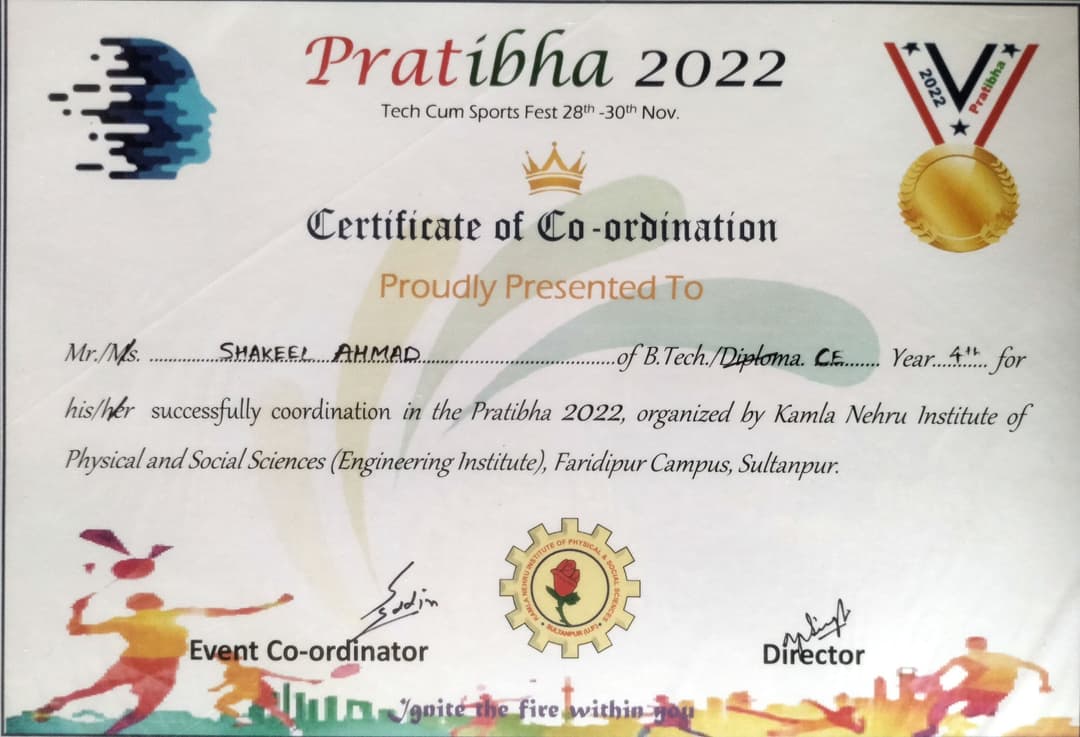 Pratibha 2022
Tech Cum Sports Fest 28th -30th Nov.
2022
Pratibha
Certificate of Co-ordination
Proudly Presented To
Mr./Ms. ..............SHAKEEL AHMAD......................................of B.Tech./Diploma. CE........ Year...4th..... for
his/her successfully coordination in the Pratibha 2022, organized by Kamla Nehru Institute of
Physical and Social Sciences (Engineering Institute), Faridipur Campus, Sultanpur.
KAMLA NEHRU INSTITUTE OF PHYSICAL & SOCIAL SCIENCES
SULTANPUR (U.P)
Event Co-ordinator
Director
Ignite the fire within you